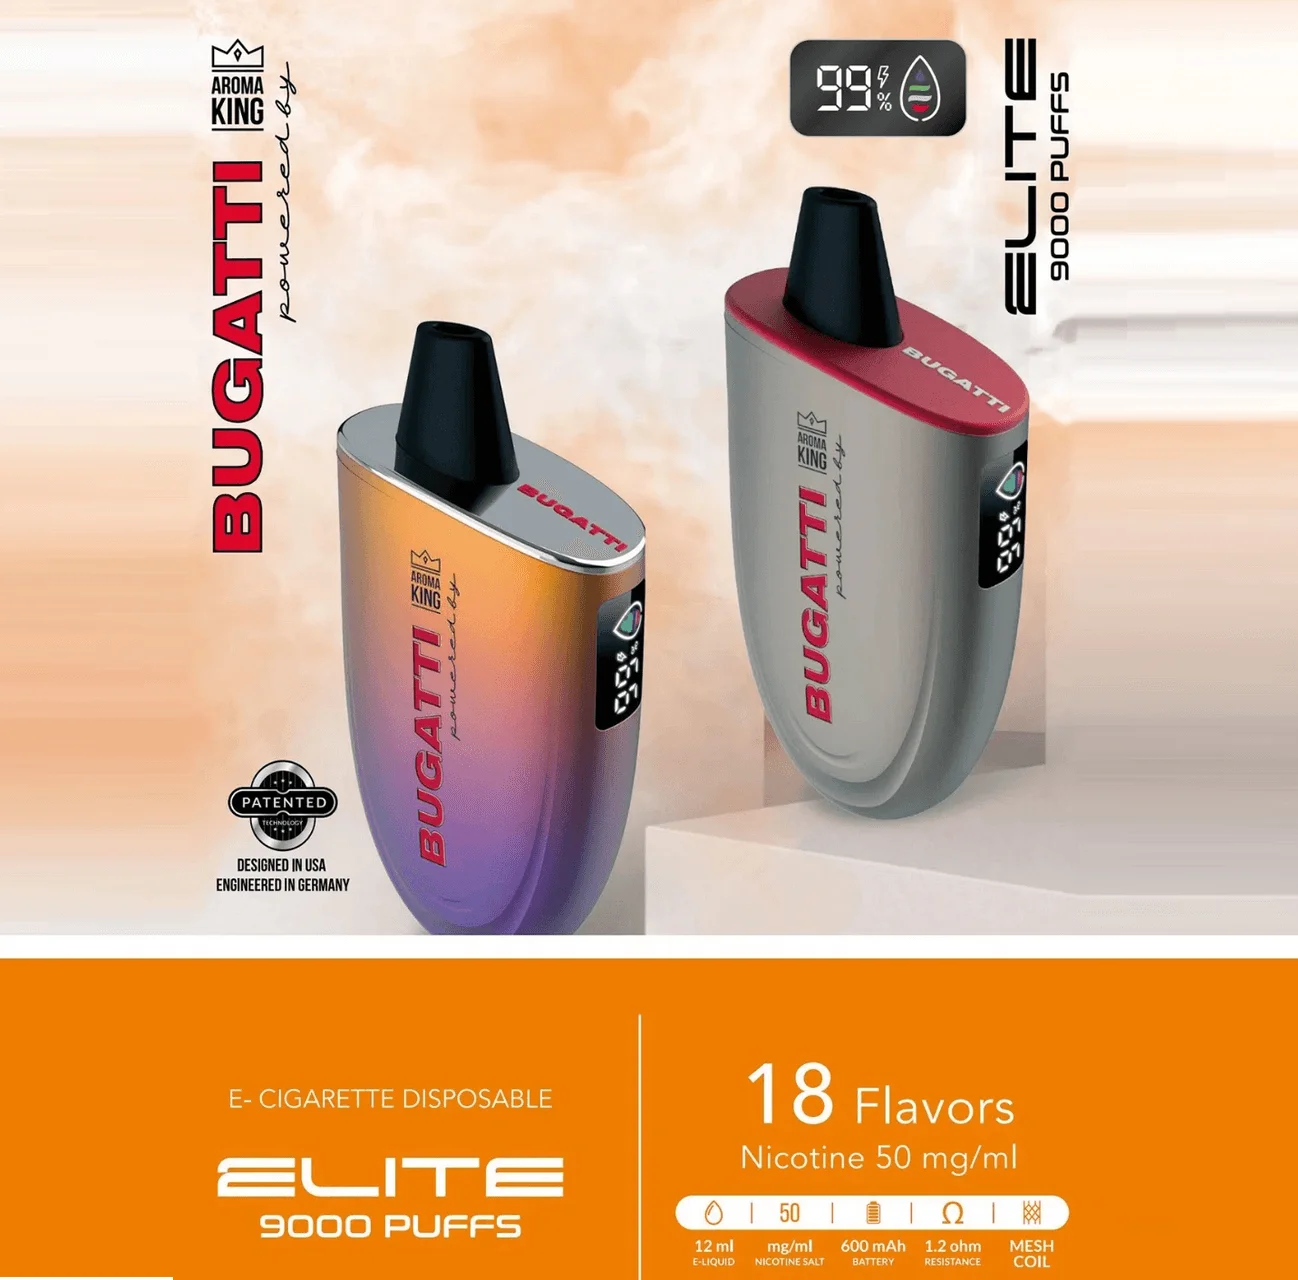 AROMA
KING
BUGATTI
powered by
99%
ELITE
9000 PUFFS
BUGATTI
AROMA
KING
BUGATTI
powered by
99%
BUGATTI
AROMA
KING
BUGATTI
powered by
99%
PATENTED
TECHNOLOGY
DESIGNED IN USA
ENGINEERED IN GERMANY
E- CIGARETTE DISPOSABLE
ELITE
9000 PUFFS
18 Flavors
Nicotine 50 mg/ml
50
12 ml
E-LIQUID
mg/ml
NICOTINE SALT
600 mAh
BATTERY
1.2 ohm
RESISTANCE
MESH
COIL